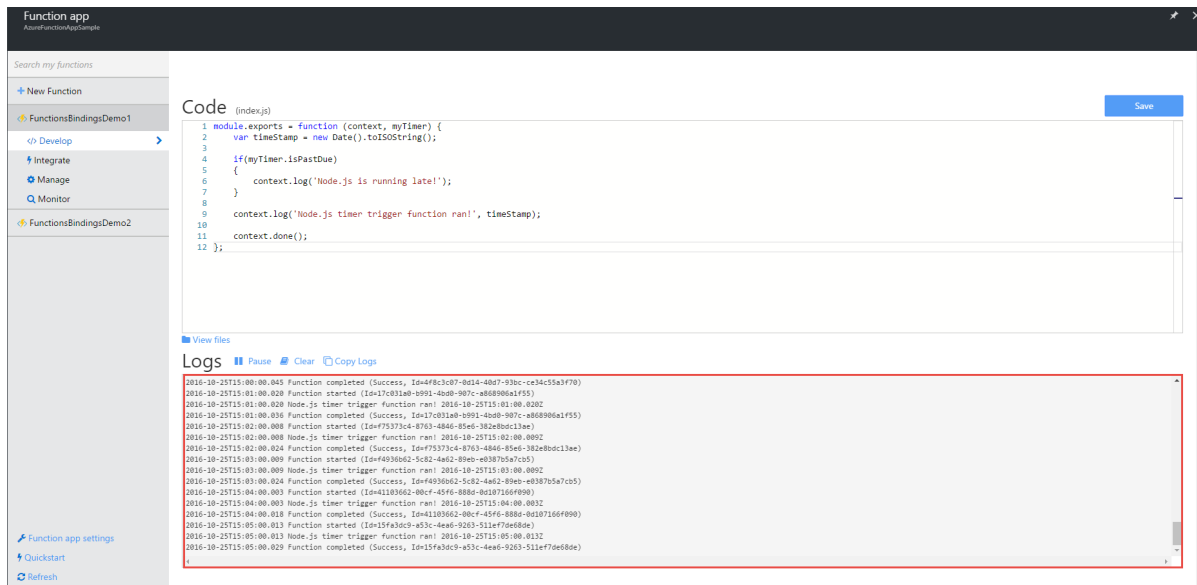 Function app
AzureFunctionAppSample
Search my functions
New Function
FunctionsBindingsDemo1
</> Develop
Integrate
Manage
Monitor
FunctionsBindingsDemo2
Function app settings
Quickstart
Refresh
Code (index.js)
Save
1 module.exports = function (context, myTimer) {
2 var timeStamp = new Date().toISOString();
3
4 if(myTimer.isPastDue)
5 {
6 context.log('Node.js is running late!');
7 }
8
9 context.log('Node.js timer trigger function ran!', timeStamp);
10
11 context.done();
12 };
View files
Logs Pause Clear Copy Logs
2016-10-25T15:00:00.045 Function completed (Success, Id=4f8c3c07-0d14-40d7-93bc-ce34c55a3f70)
2016-10-25T15:01:00.020 Function started (Id=17c031a0-b991-4bd0-907c-a868906a1f55)
2016-10-25T15:01:00.020 Node.js timer trigger function ran! 2016-10-25T15:01:00.020Z
2016-10-25T15:01:00.036 Function completed (Success, Id=17c031a0-b991-4bd0-907c-a868906a1f55)
2016-10-25T15:02:00.008 Function started (Id=f75373c4-8763-4846-85e6-382e8bdc13ae)
2016-10-25T15:02:00.008 Node.js timer trigger function ran! 2016-10-25T15:02:00.009Z
2016-10-25T15:02:00.024 Function completed (Success, Id=f75373c4-8763-4846-85e6-382e8bdc13ae)
2016-10-25T15:03:00.009 Function started (Id=f4936b62-5c82-4a62-89eb-e0387b5a7cb5)
2016-10-25T15:03:00.009 Node.js timer trigger function ran! 2016-10-25T15:03:00.009Z
2016-10-25T15:03:00.024 Function completed (Success, Id=f4936b62-5c82-4a62-89eb-e0387b5a7cb5)
2016-10-25T15:04:00.003 Function started (Id=41103662-00cf-45f6-888d-0d107166f090)
2016-10-25T15:04:00.003 Node.js timer trigger function ran! 2016-10-25T15:04:00.003Z
2016-10-25T15:04:00.018 Function completed (Success, Id=41103662-00cf-45f6-888d-0d107166f090)
2016-10-25T15:05:00.013 Function started (Id=15fa3dc9-a53c-4ea6-9263-511ef7de68de)
2016-10-25T15:05:00.013 Node.js timer trigger function ran! 2016-10-25T15:05:00.013Z
2016-10-25T15:05:00.029 Function completed (Success, Id=15fa3dc9-a53c-4ea6-9263-511ef7de68de)